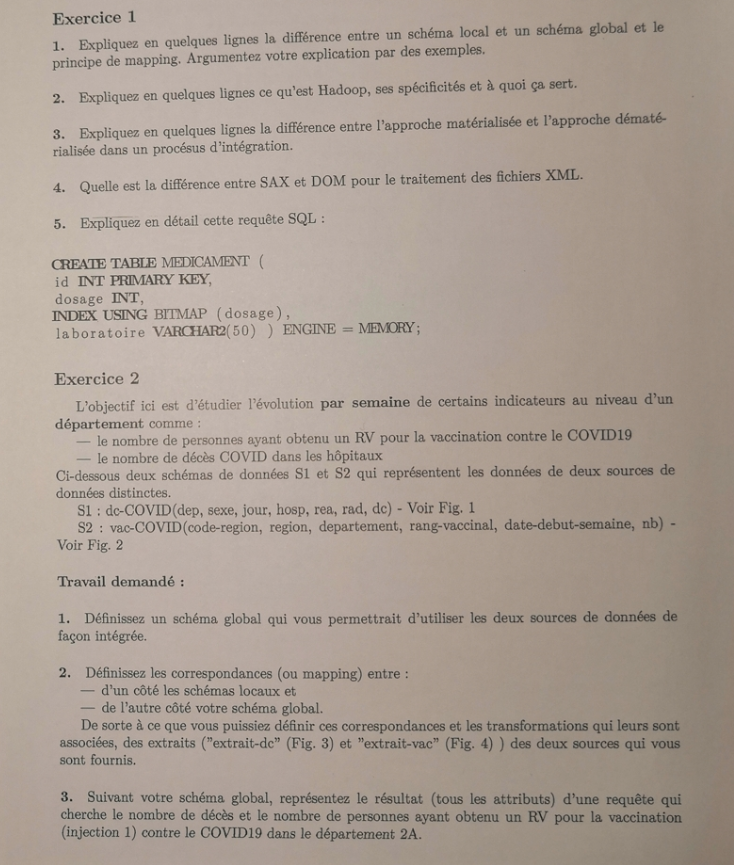 Exercice 1
1. Expliquez en quelques lignes la différence entre un schéma local et un schéma global et le
principe de mapping. Argumentez votre explication par des exemples.
2. Expliquez en quelques lignes ce qu'est Hadoop, ses spécificités et à quoi ça sert.
3. Expliquez en quelques lignes la différence entre l'approche matérialisée et l'approche dématé-
rialisée dans un procésus d'intégration.
4. Quelle est la différence entre SAX et DOM pour le traitement des fichiers XML.
5. Expliquez en détail cette requête SQL :
CREATE TABLE MEDICAMENT (
id INT PRIMARY KEY,
dosage INT,
INDEX USING BITMAP (dosage),
laboratoire VARCHAR2(50) ) ENGINE = MEMORY;
Exercice 2
L'objectif ici est d'étudier l'évolution par semaine de certains indicateurs au niveau d'un
département comme :
— le nombre de personnes ayant obtenu un RV pour la vaccination contre le COVID19
— le nombre de décès COVID dans les hôpitaux
Ci-dessous deux schémas de données S1 et S2 qui représentent les données de deux sources de
données distinctes.
S1 : dc-COVID(dep, sexe, jour, hosp, rea, rad, dc) - Voir Fig. 1
S2 : vac-COVID(code-region, region, departement, rang-vaccinal, date-debut-semaine, nb) -
Voir Fig. 2
Travail demandé :
1. Définissez un schéma global qui vous permettrait d'utiliser les deux sources de données de
façon intégrée.
2. Définissez les correspondances (ou mapping) entre :
— d'un côté les schémas locaux et
— de l'autre côté votre schéma global.
De sorte à ce que vous puissiez définir ces correspondances et les transformations qui leurs sont
associées, des extraits ("extrait-dc" (Fig. 3) et "extrait-vac" (Fig. 4) ) des deux sources qui vous
sont fournis.
3. Suivant votre schéma global, représentez le résultat (tous les attributs) d'une requête qui
cherche le nombre de décès et le nombre de personnes ayant obtenu un RV pour la vaccination
(injection 1) contre le COVID19 dans le département 2A.